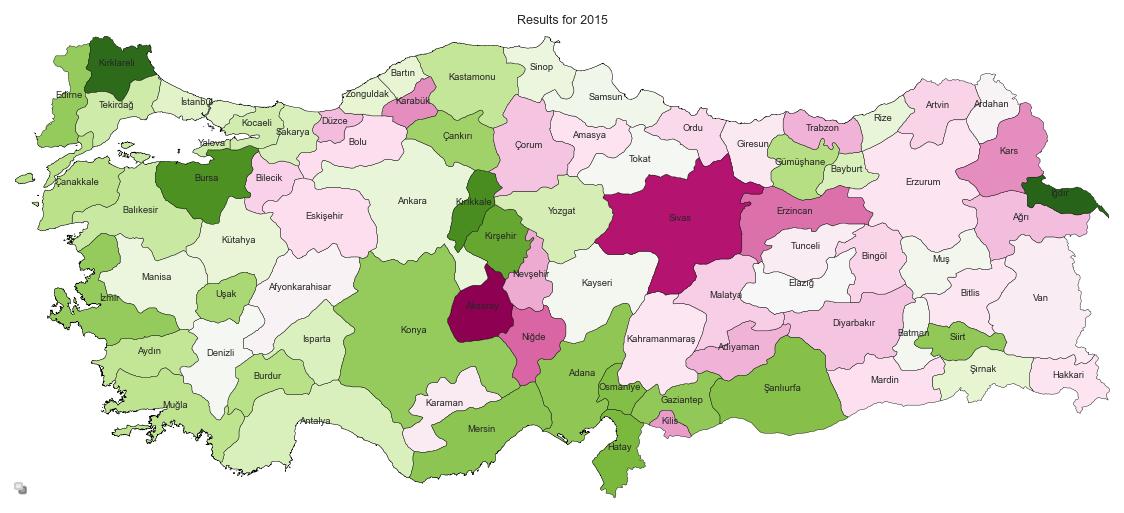 Results for 2015
Kırklareli
Edirne
Tekirdağ
İstanbul
Kocaeli
Yalova
Sakarya
Düzce
Zonguldak
Bartın
Karabük
Kastamonu
Sinop
Samsun
Çankırı
Çorum
Amasya
Tokat
Ordu
Giresun
Trabzon
Gümüşhane
Bayburt
Rize
Artvin
Ardahan
Kars
Iğdır
Ağrı
Erzurum
Erzincan
Sivas
Yozgat
Kırıkkale
Kırşehir
Ankara
Bolu
Bilecik
Eskişehir
Bursa
Çanakkale
Balıkesir
Kütahya
Manisa
Uşak
Afyonkarahisar
İzmir
Aydın
Denizli
Isparta
Burdur
Muğla
Antalya
Konya
Aksaray
Nevşehir
Niğde
Kayseri
Karaman
Mersin
Adana
Osmaniye
Hatay
Gaziantep
Kilis
Kahramanmaraş
Malatya
Adıyaman
Şanlıurfa
Elazığ
Tunceli
Bingöl
Muş
Bitlis
Van
Diyarbakır
Batman
Siirt
Mardin
Şırnak
Hakkari